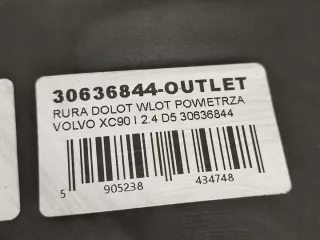 30636844-OUTLET
RURA DOLOT WLOT POWIETRZA
VOLVO XC90 I 2.4 D5 30636844
5 905238 434748